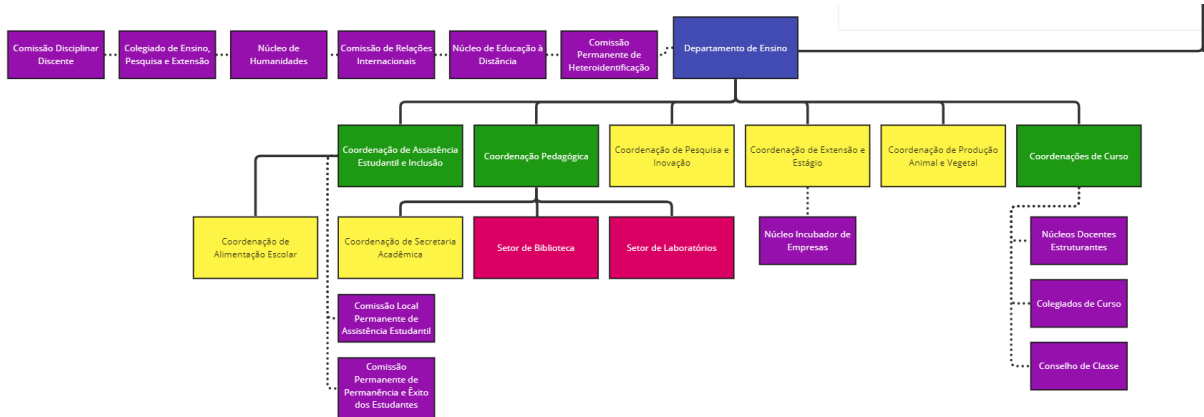 Comissão Disciplinar
Discente
Colegiado de Ensino,
Pesquisa e Extensão
Núcleo de
Humanidades
Comissão de Relações
Internacionais
Núcleo de Educação à
Distância
Comissão
Permanente de
Heteroidentificação
Departamento de Ensino
Coordenação de Assistência
Estudantil e Inclusão
Coordenação Pedagógica
Coordenação de Pesquisa e
Inovação
Coordenação de Extensão e
Estágio
Coordenação de Produção
Animal e Vegetal
Coordenações de Curso
Coordenação de
Alimentação Escolar
Coordenação de Secretaria
Acadêmica
Setor de Biblioteca
Setor de Laboratórios
Núcleo Incubador de
Empresas
Núcleos Docentes
Estruturantes
Comissão Local
Permanente de
Assistência Estudantil
Colegiados de Curso
Comissão
Permanente de
Permanência e Êxito
dos Estudantes
Conselho de Classe